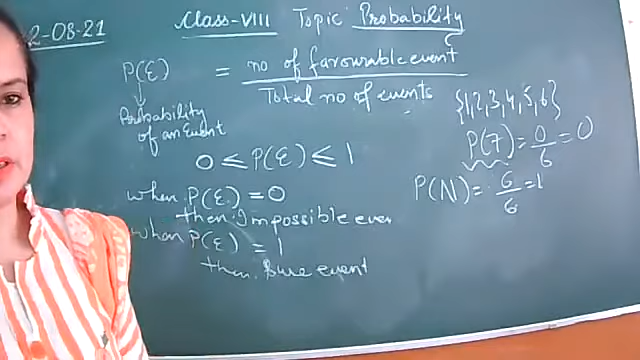 2-08-21
Class-VIII Topic Probability
P(E) = no of favourable event
Total no of events
Probability
of an Event
{1,2,3,4,5,6}
P(7) = 0/6 = 0
0 ≤ P(E) ≤ 1
P(N) = 6/6 = 1
when P(E) = 0
then Impossible even
when P(E) = 1
then Sure event